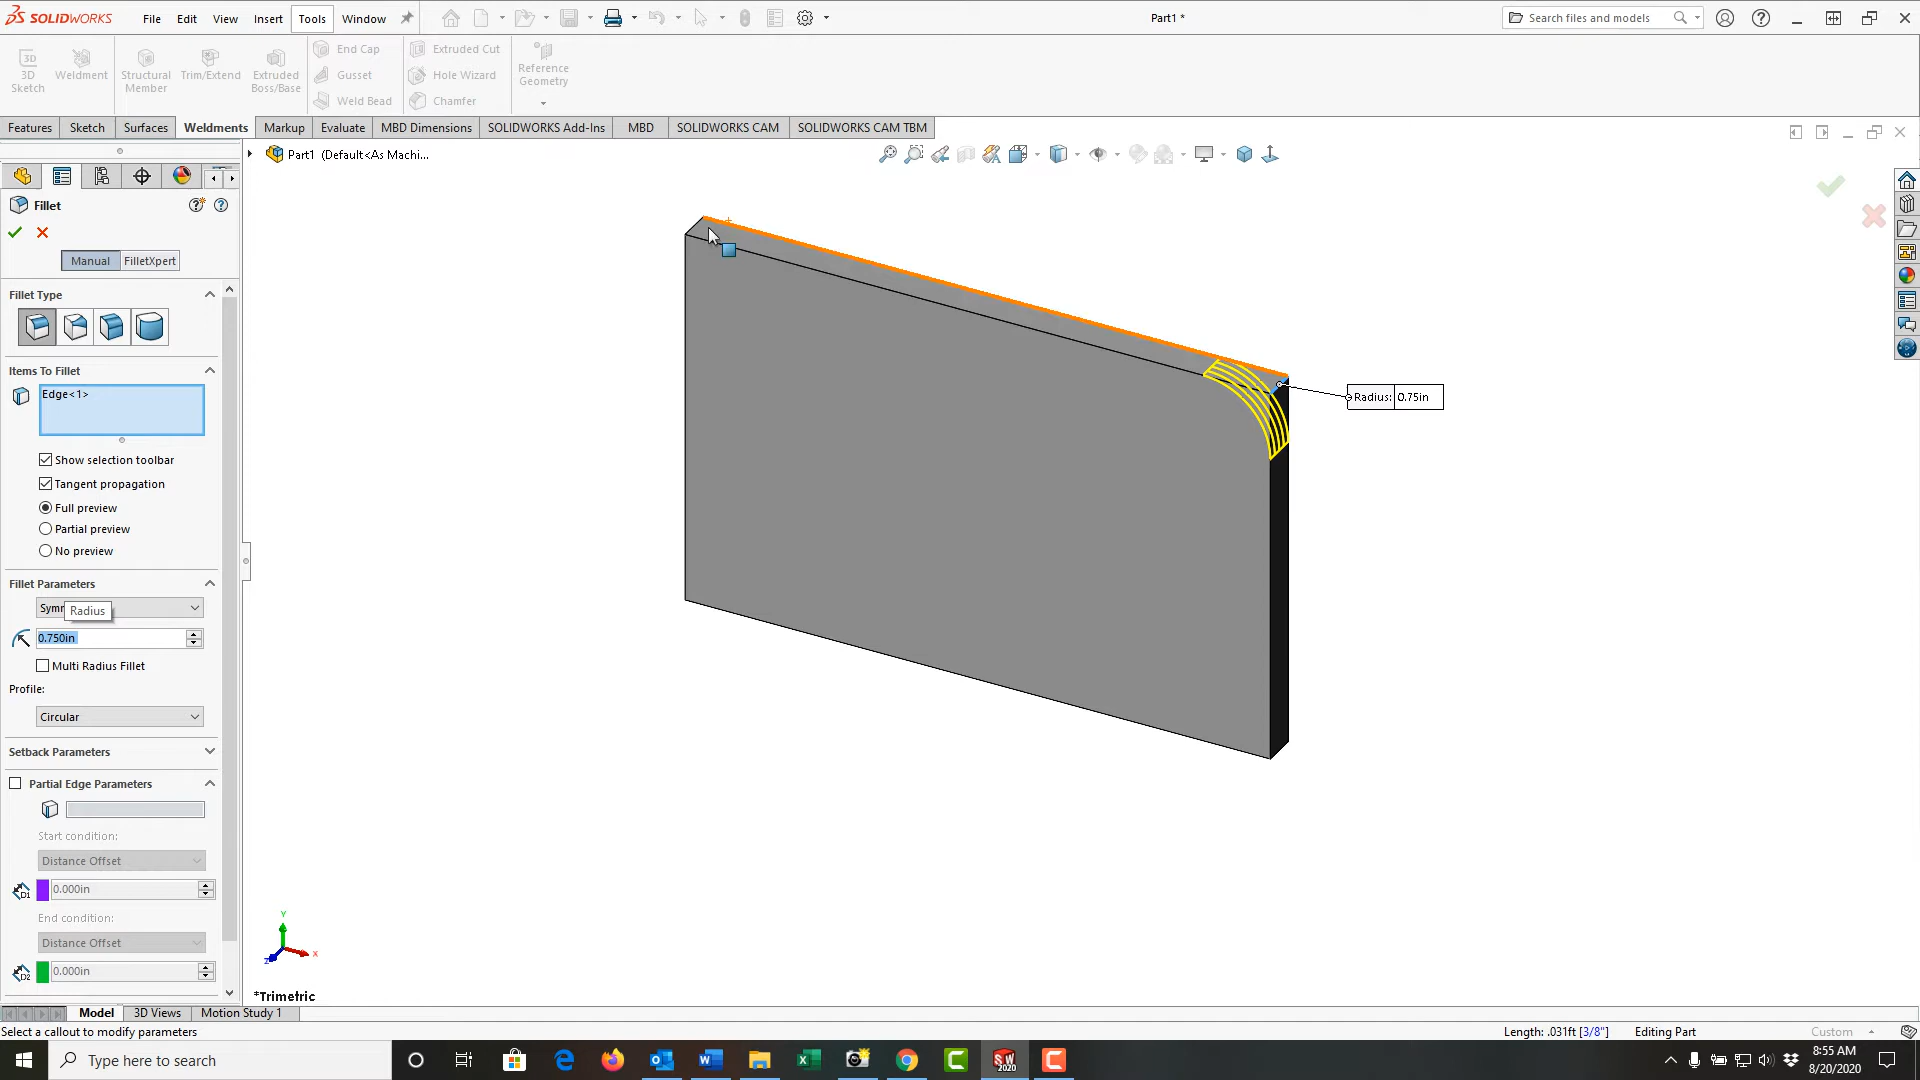 SOLIDWORKS File Edit View Insert Tools Window Part1 * Search files and models
3D Sketch Weldment Structural Member Trim/Extend Extruded Boss/Base End Cap Gusset Weld Bead Extruded Cut Hole Wizard Chamfer Reference Geometry
Features Sketch Surfaces Weldments Markup Evaluate MBD Dimensions SOLIDWORKS Add-Ins MBD SOLIDWORKS CAM SOLIDWORKS CAM TBM
Part1 (Default<As Machi...
Fillet
Manual FilletXpert
Fillet Type
Items To Fillet
Edge<1>
Show selection toolbar
Tangent propagation
Full preview
Partial preview
No preview
Fillet Parameters
Symm
Radius
0.750in
Multi Radius Fillet
Profile:
Circular
Setback Parameters
Partial Edge Parameters
Start condition:
Distance Offset
D1 0.000in
End condition:
Distance Offset
D2 0.000in
Radius: 0.75in
Y
X
Z
*Trimetric
Model 3D Views Motion Study 1
Select a callout to modify parameters Length: .031ft [3/8"] Editing Part Custom
Type here to search SW 2020 8:55 AM
8/20/2020